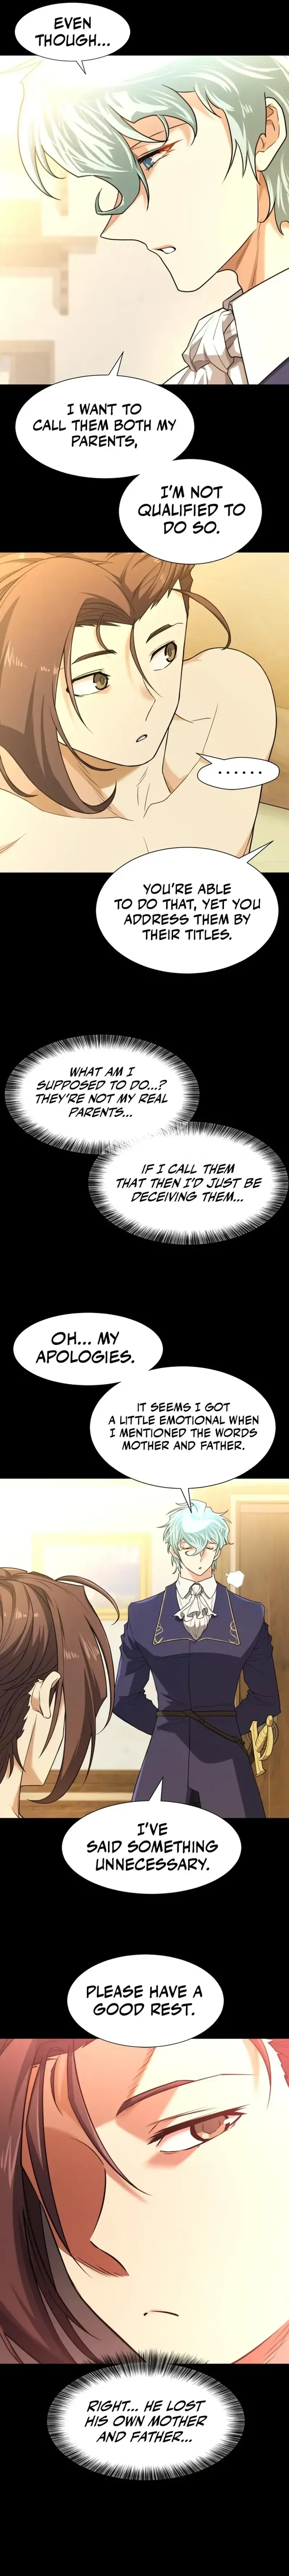 EVEN
THOUGH...
I WANT TO
CALL THEM BOTH MY
PARENTS,
I'M NOT
QUALIFIED TO
DO SO.
......
YOU'RE ABLE
TO DO THAT, YET YOU
ADDRESS THEM BY
THEIR TITLES.
WHAT AM I
SUPPOSED TO DO...?
THEY'RE NOT MY REAL
PARENTS...
IF I CALL THEM
THAT THEN I'D JUST BE
DECEIVING THEM...
OH... MY
APOLOGIES.
IT SEEMS I GOT
A LITTLE EMOTIONAL WHEN
I MENTIONED THE WORDS
MOTHER AND FATHER.
I'VE
SAID SOMETHING
UNNECESSARY.
PLEASE HAVE A
GOOD REST.
RIGHT... HE LOST
HIS OWN MOTHER
AND FATHER...